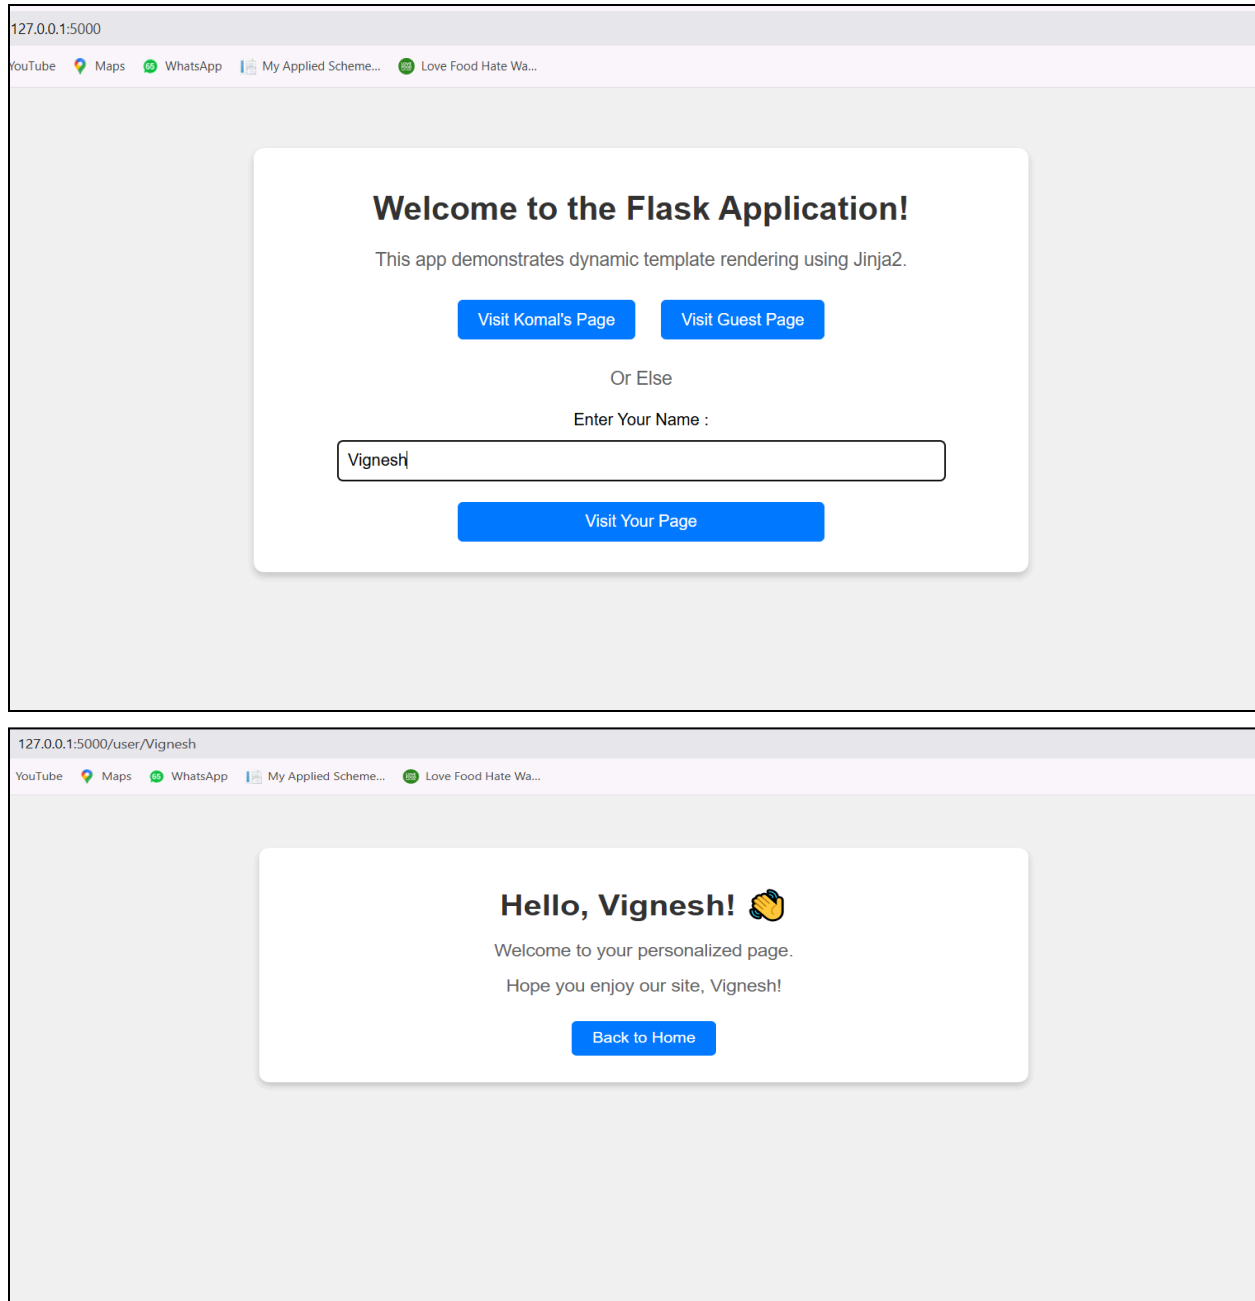 127.0.0.1:5000
YouTube Maps 65 WhatsApp My Applied Scheme... Love Food Hate Wa...
Welcome to the Flask Application!
This app demonstrates dynamic template rendering using Jinja2.
Visit Komal's Page Visit Guest Page
Or Else
Enter Your Name :
Vignesh
Visit Your Page
127.0.0.1:5000/user/Vignesh
YouTube Maps 65 WhatsApp My Applied Scheme... Love Food Hate Wa...
Hello, Vignesh! 👋
Welcome to your personalized page.
Hope you enjoy our site, Vignesh!
Back to Home